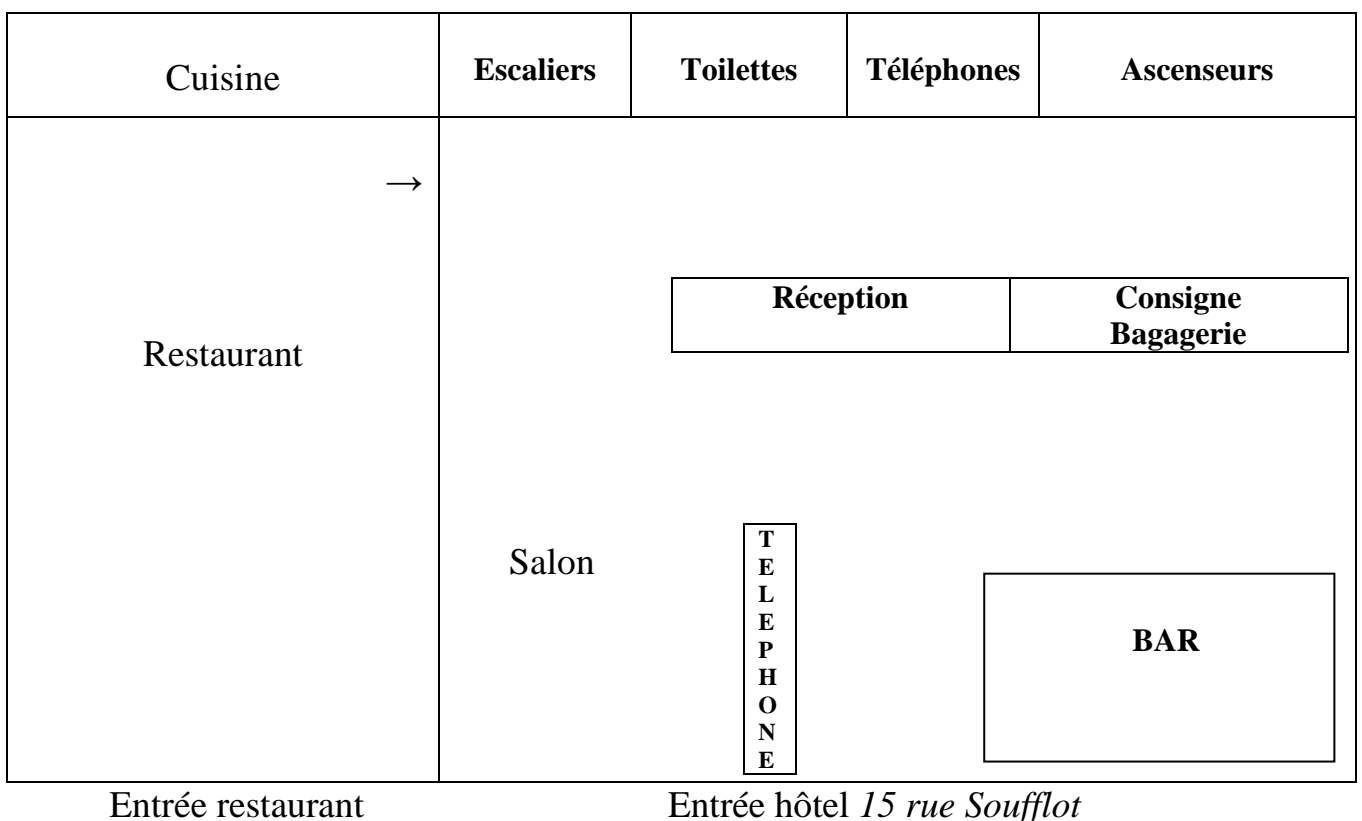 Cuisine
Escaliers
Toilettes
Téléphones
Ascenseurs
→
Restaurant
Réception
Consigne
Bagagerie
Salon
T
E
L
E
P
H
O
N
E
BAR
Entrée restaurant
Entrée hôtel 15 rue Soufflot